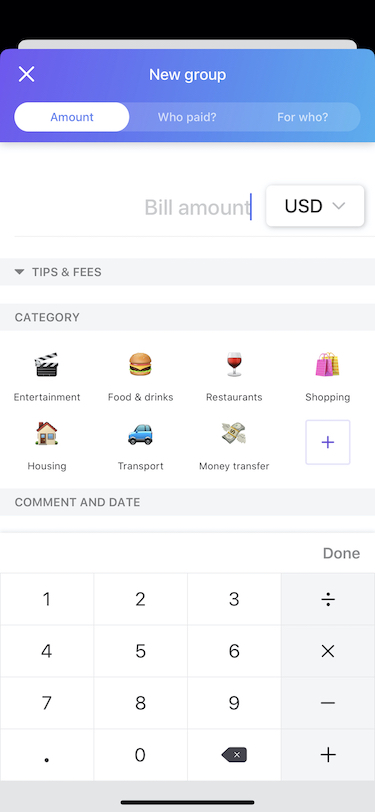 New group
Amount Who paid? For who?
Bill amount USD
TIPS & FEES
CATEGORY
Entertainment Food & drinks Restaurants Shopping
Housing Transport Money transfer +
COMMENT AND DATE
Done
1 2 3 ÷
4 5 6 ×
7 8 9 −
. 0 +